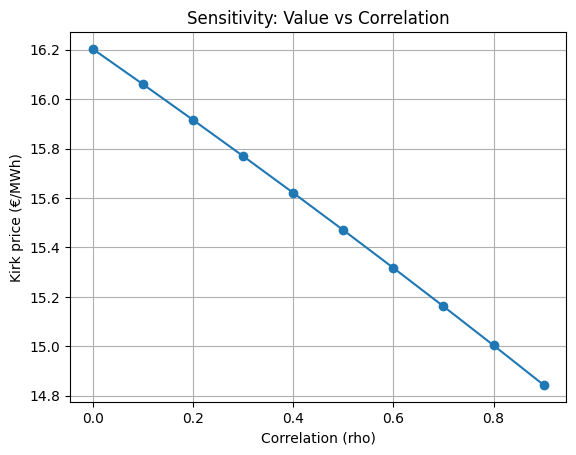 Sensitivity: Value vs Correlation
Kirk price (€/MWh)
16.2
16.0
15.8
15.6
15.4
15.2
15.0
14.8
0.0 0.2 0.4 0.6 0.8
Correlation (rho)